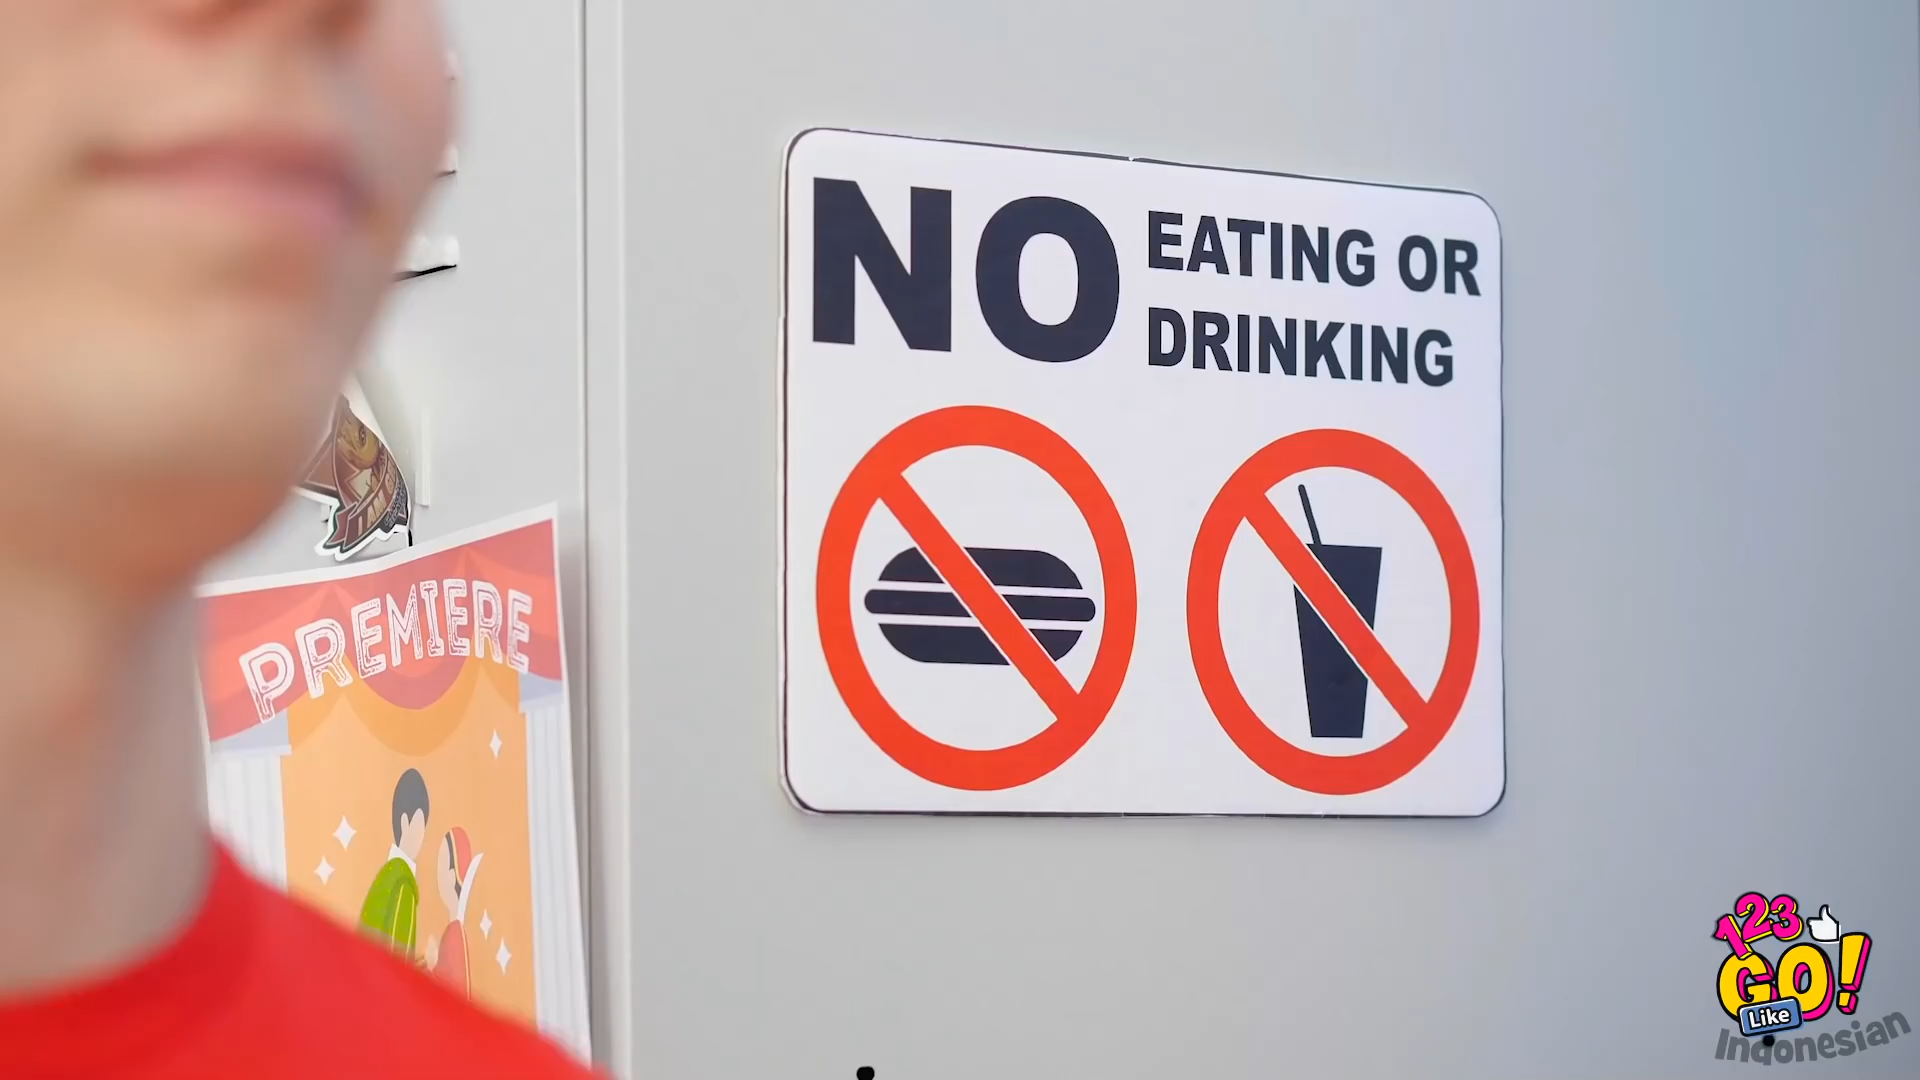 NO EATING OR
DRINKING
PREMIERE
123
GO!
Like
Indonesian